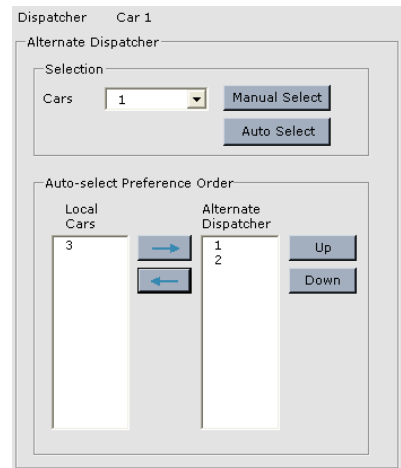 Dispatcher Car 1
Alternate Dispatcher
Selection
Cars 1 Manual Select
Auto Select
Auto-select Preference Order
Local Cars
Alternate Dispatcher
3
1
2
Up
Down